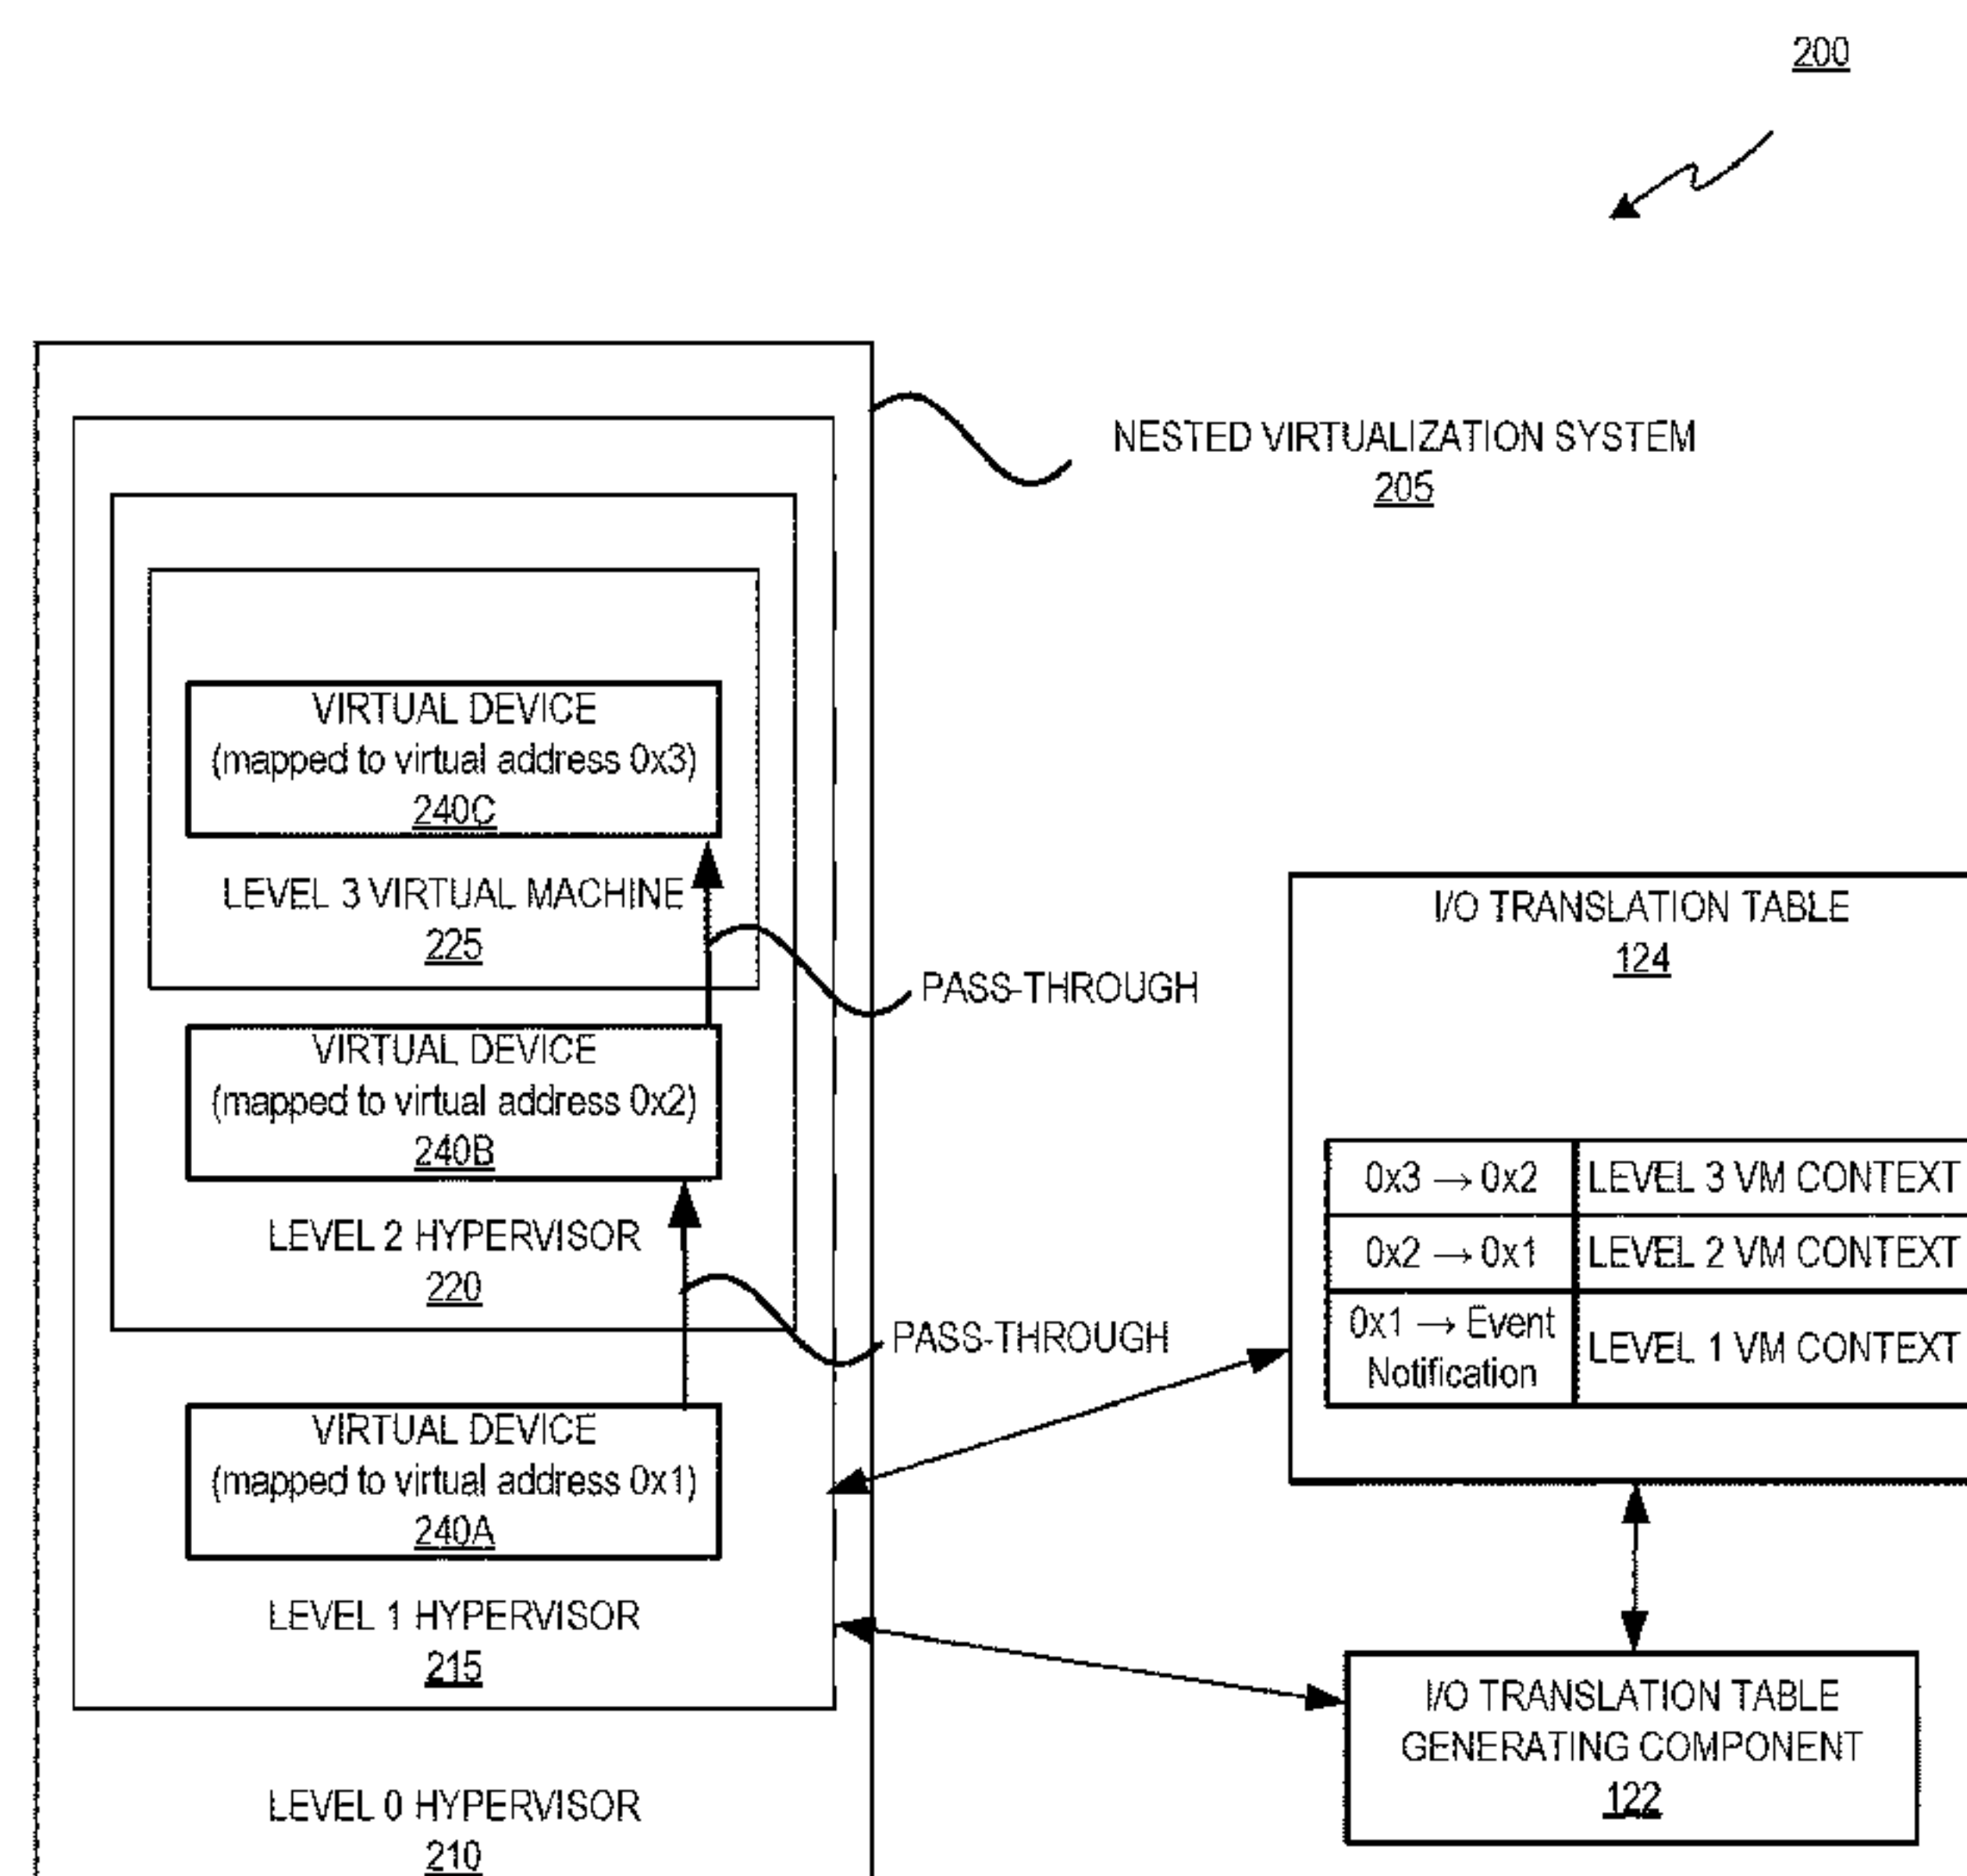 200
NESTED VIRTUALIZATION SYSTEM
205
VIRTUAL DEVICE
(mapped to virtual address 0x3)
240C
LEVEL 3 VIRTUAL MACHINE
225
PASS-THROUGH
VIRTUAL DEVICE
(mapped to virtual address 0x2)
240B
LEVEL 2 HYPERVISOR
220
PASS-THROUGH
VIRTUAL DEVICE
(mapped to virtual address 0x1)
240A
LEVEL 1 HYPERVISOR
215
LEVEL 0 HYPERVISOR
210
I/O TRANSLATION TABLE
124
0x3 → 0x2 LEVEL 3 VM CONTEXT
0x2 → 0x1 LEVEL 2 VM CONTEXT
0x1 → Event
Notification
LEVEL 1 VM CONTEXT
I/O TRANSLATION TABLE
GENERATING COMPONENT
122